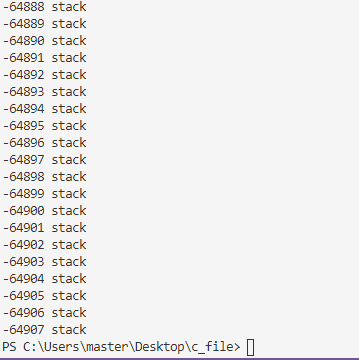 -64888 stack
-64889 stack
-64890 stack
-64891 stack
-64892 stack
-64893 stack
-64894 stack
-64895 stack
-64896 stack
-64897 stack
-64898 stack
-64899 stack
-64900 stack
-64901 stack
-64902 stack
-64903 stack
-64904 stack
-64905 stack
-64906 stack
-64907 stack
PS C:\Users\master\Desktop\c_file>